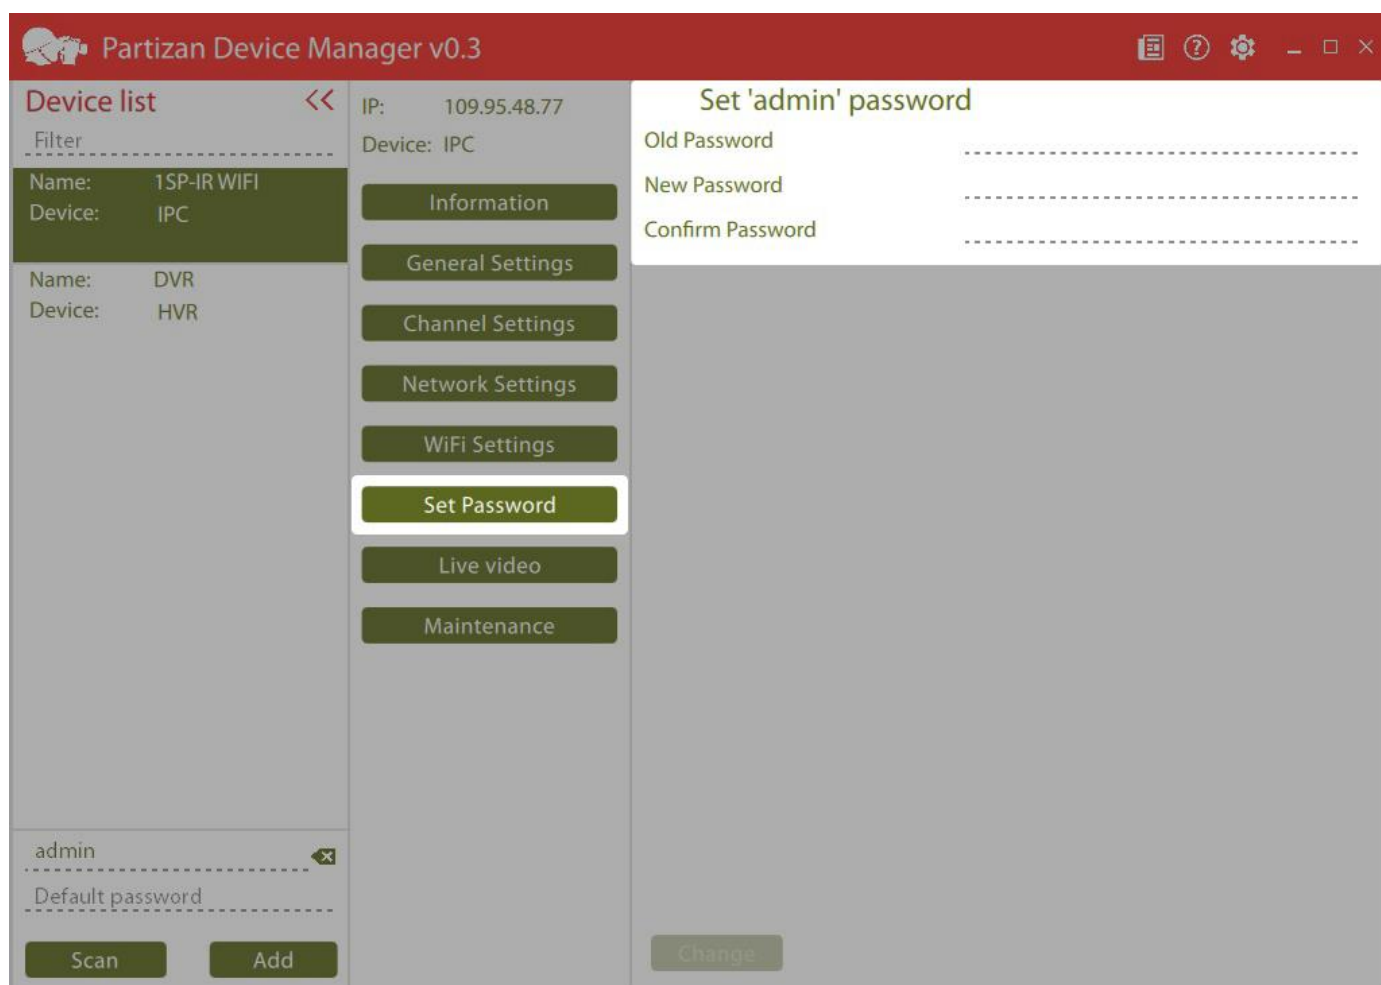 Partizan Device Manager v0.3
Device list <<
Filter
Name: 1SP-IR WIFI
Device: IPC
Name: DVR
Device: HVR
admin
Default password
Scan Add
IP: 109.95.48.77
Device: IPC
Information
General Settings
Channel Settings
Network Settings
WiFi Settings
Set Password
Live video
Maintenance
Set 'admin' password
Old Password
New Password
Confirm Password
Change